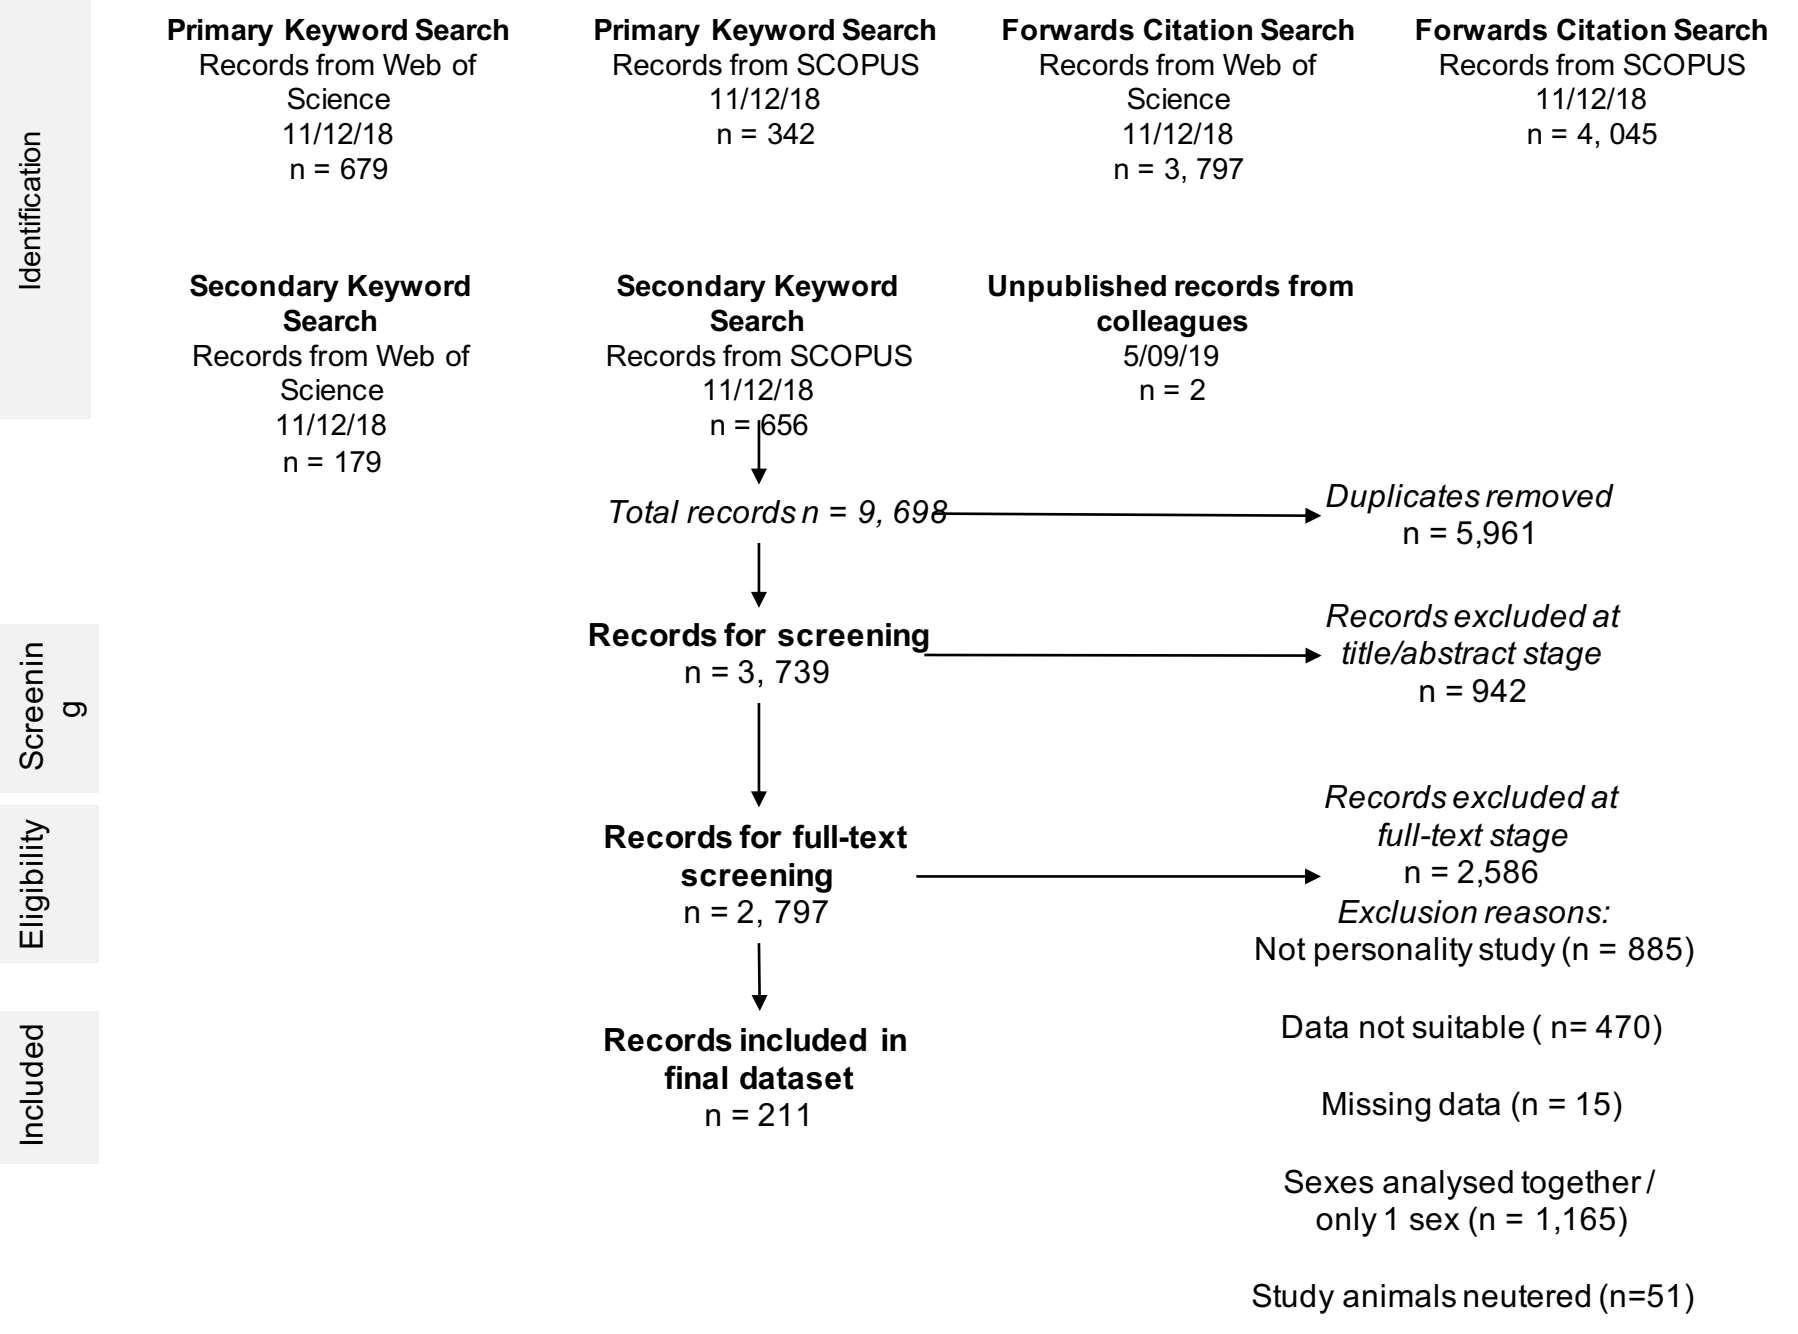 Identification
Primary Keyword Search
Records from Web of
Science
11/12/18
n = 679
Primary Keyword Search
Records from SCOPUS
11/12/18
n = 342
Forwards Citation Search
Records from Web of
Science
11/12/18
n = 3, 797
Forwards Citation Search
Records from SCOPUS
11/12/18
n = 4, 045
Secondary Keyword
Search
Records from Web of
Science
11/12/18
n = 179
Secondary Keyword
Search
Records from SCOPUS
11/12/18
n = 656
Unpublished records from
colleagues
5/09/19
n = 2
Total records n = 9, 698
Duplicates removed
n = 5,961
Screenin
g
Records for screening
n = 3, 739
Records excluded at
title/abstract stage
n = 942
Eligibility
Records for full-text
screening
n = 2, 797
Records excluded at
full-text stage
n = 2,586
Exclusion reasons:
Not personality study (n = 885)
Data not suitable ( n= 470)
Missing data (n = 15)
Sexes analysed together /
only 1 sex (n = 1,165)
Study animals neutered (n=51)
Included
Records included in
final dataset
n = 211